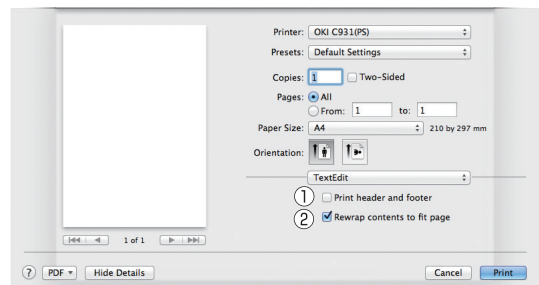 Printer: OKI C931(PS)
Presets: Default Settings
Copies: 1 Two-Sided
Pages: All
From: 1 to: 1
Paper Size: A4 210 by 297 mm
Orientation:
TextEdit
1 Print header and footer
2 Rewrap contents to fit page
1 of 1
? PDF Hide Details Cancel Print